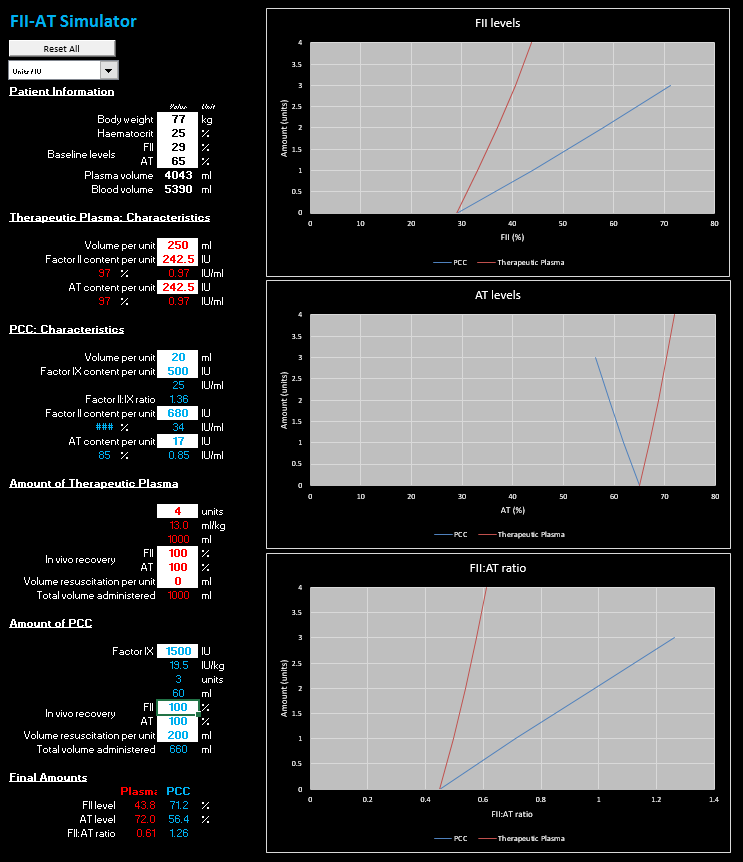 FII-AT Simulator
Reset All
Units / IU
Patient Information
Value Unit
Body weight 77 kg
Haematocrit 25 %
Baseline levels
FII 29 %
AT 65 %
Plasma volume 4043 ml
Blood volume 5390 ml
Therapeutic Plasma: Characteristics
Volume per unit 250 ml
Factor II content per unit 242.5 IU
97 % 0.97 IU/ml
AT content per unit 242.5 IU
97 % 0.97 IU/ml
PCC: Characteristics
Volume per unit 20 ml
Factor IX content per unit 500 IU
25 IU/ml
Factor II:IX ratio 1.36
Factor II content per unit 680 IU
### % 34 IU/ml
AT content per unit 17 IU
85 % 0.85 IU/ml
Amount of Therapeutic Plasma
4 units
13.0 ml/kg
1000 ml
In vivo recovery
FII 100 %
AT 100 %
Volume resuscitation per unit 0 ml
Total volume administered 1000 ml
Amount of PCC
Factor IX 1500 IU
19.5 IU/kg
3 units
60 ml
In vivo recovery
FII 100 %
AT 100 %
Volume resuscitation per unit 200 ml
Total volume administered 660 ml
Final Amounts
Plasma PCC
FII level 43.8 71.2 %
AT level 72.0 56.4 %
FII:AT ratio 0.61 1.26
FII levels
Amount (units)
4
3.5
3
2.5
2
1.5
1
0.5
0
0 10 20 30 40 50 60 70 80
FII (%)
PCC Therapeutic Plasma
AT levels
Amount (units)
4
3.5
3
2.5
2
1.5
1
0.5
0
0 10 20 30 40 50 60 70 80
AT (%)
PCC Therapeutic Plasma
FII:AT ratio
Amount (units)
4
3.5
3
2.5
2
1.5
1
0.5
0
0 0.2 0.4 0.6 0.8 1 1.2 1.4
FII:AT ratio
PCC Therapeutic Plasma